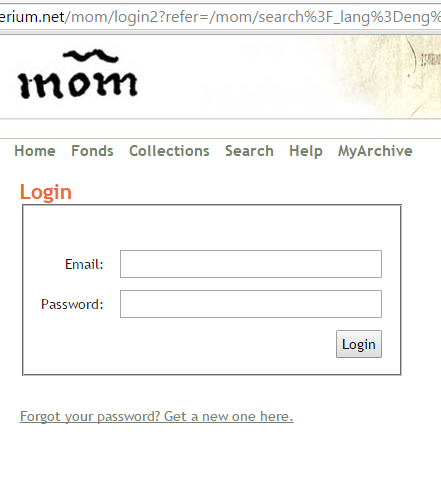 erium.net/mom/login2?refer=/mom/search%3F_lang%3Deng%
mom
Home Fonds Collections Search Help MyArchive
Login
Email:
Password:
Login
Forgot your password? Get a new one here.